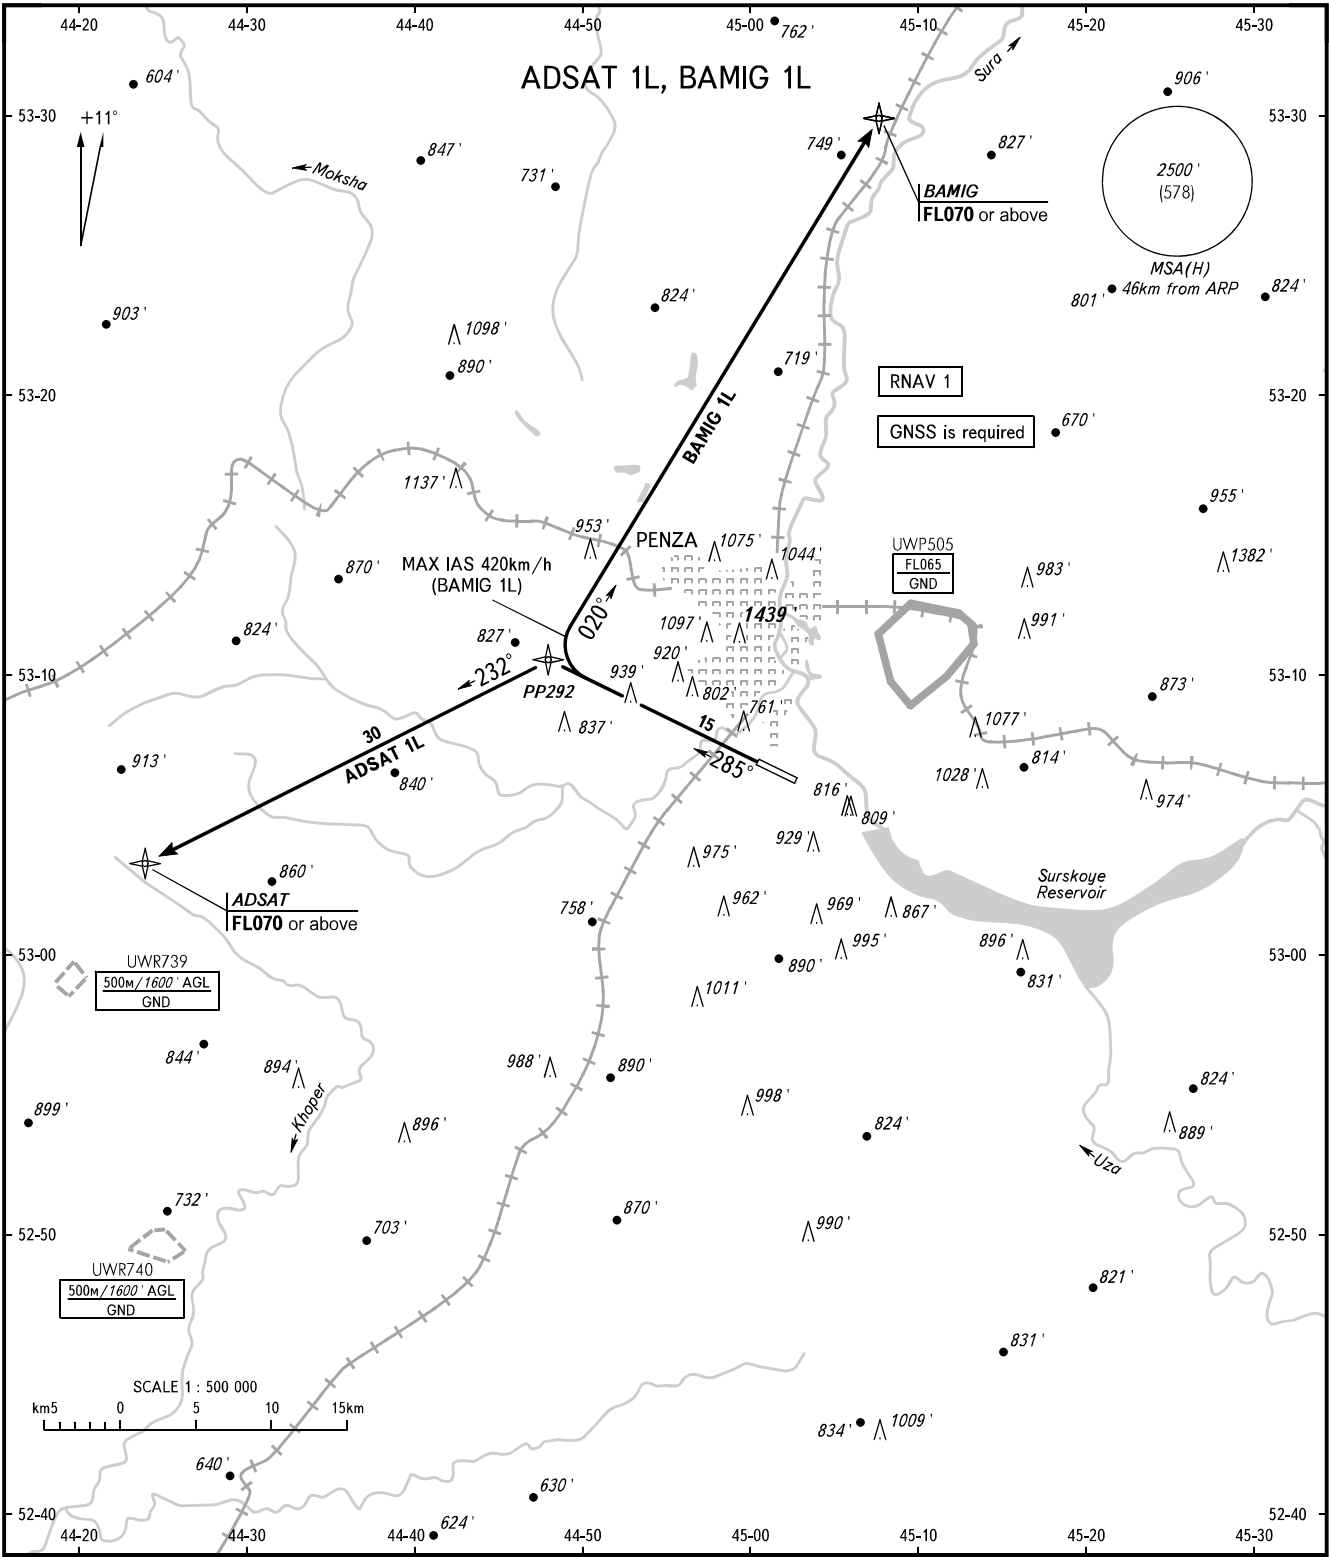 44-20 44-30 44-40 44-50 45-00 45-10 45-20 45-30
762'
Sura
604'
ADSAT 1L, BAMIG 1L
906'
53-30 53-30
+11°
847'
749'
827'
Moksha
731'
2500'
(578)
BAMIG
FL070 or above
MSA(H)
46km from ARP
801'
824'
903'
824'
1098'
890'
719'
RNAV 1
53-20 53-20
BAMIG 1L
GNSS is required
670'
1137'
955'
953'
PENZA
1075'
1044'
UWP505
FL065
GND
983'
1382'
MAX IAS 420km/h
(BAMIG 1L)
870'
020°
824'
827'
1097'
1439'
991'
920'
53-10 53-10
232°
PP292
939'
802'
873'
837'
15
761'
1077'
30
ADSAT 1L
285°
913'
840'
1028'
814'
816'
809'
974'
975'
929'
860'
Surskoye
Reservoir
ADSAT
FL070 or above
758'
962'
969'
867'
995'
896'
53-00 53-00
UWR739
500м/1600' AGL
GND
890'
831'
1011'
844'
894'
988'
890'
824'
Khoper
998'
899'
896'
824'
889'
Uza
732'
703'
870'
990'
52-50 52-50
UWR740
500м/1600' AGL
GND
821'
831'
SCALE 1 : 500 000
km5 0 5 10 15km
834'
1009'
640'
630'
52-40 52-40
624'
44-20 44-30 44-40 44-50 45-00 45-10 45-20 45-30